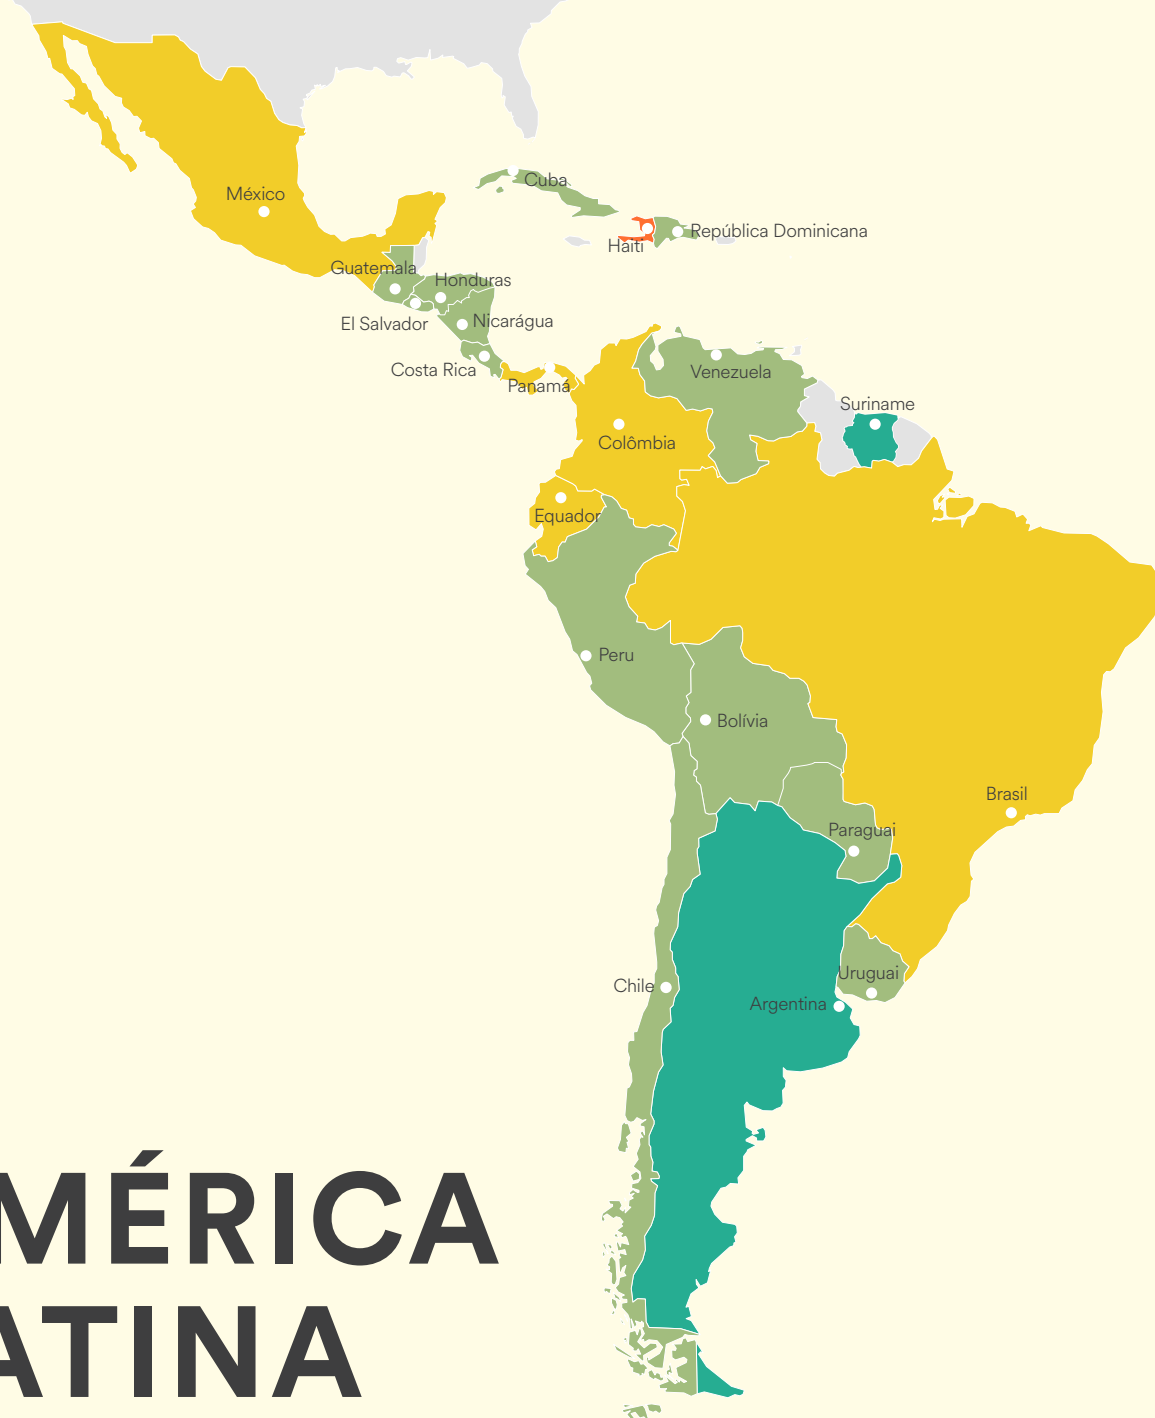 Cuba
México
República Dominicana
Haiti
Guatemala
Honduras
El Salvador
Nicarágua
Costa Rica
Panamá
Venezuela
Suriname
Colômbia
Equador
Peru
Bolívia
Brasil
Paraguai
Uruguai
Chile
Argentina
MÉRICA
ATINA